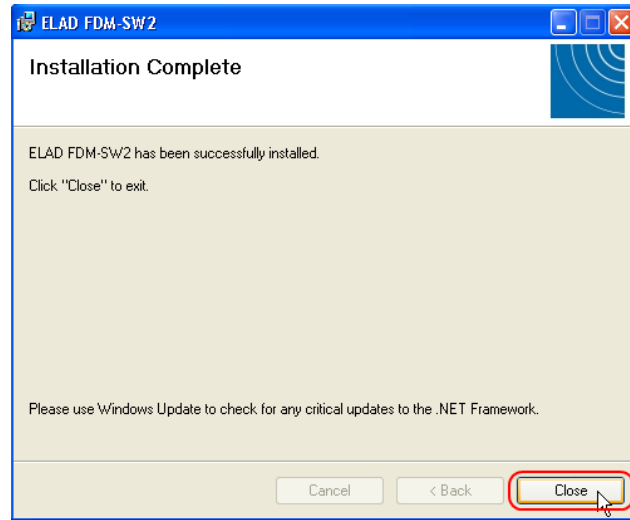 ELAD FDM-SW2
Installation Complete
ELAD FDM-SW2 has been successfully installed.
Click "Close" to exit.
Please use Windows Update to check for any critical updates to the .NET Framework.
Cancel
< Back
Close